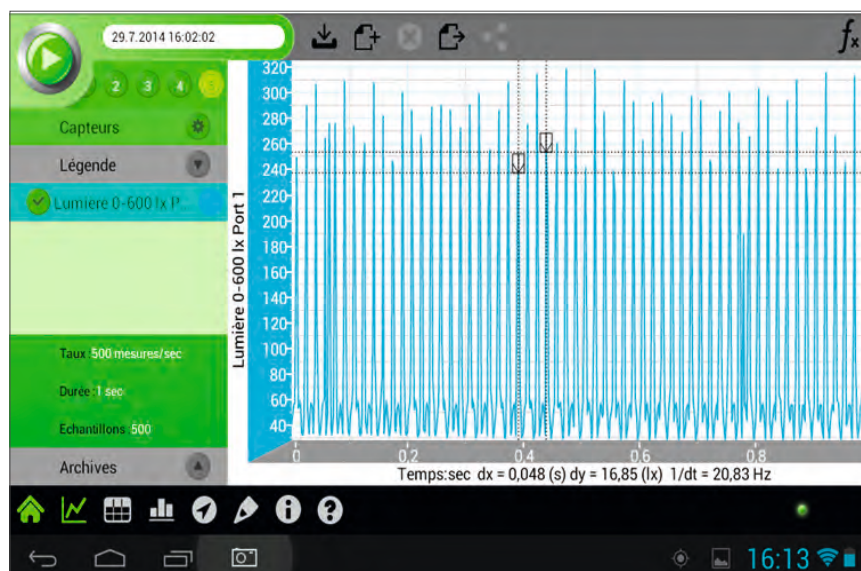 29.7.2014 16:02:02
fx
2 3 4 5
Capteurs
Légende
Lumière 0-600 lx P...
Taux :500 mesures/sec
Durée :1 sec
Echantillons :500
Archives
Lumière 0-600 lx Port 1
320
300
280
260
240
220
200
180
160
140
120
100
80
60
40
0 0,2 0,4 0,6 0,8
Temps:sec dx = 0,048 (s) dy = 16,85 (lx) 1/dt = 20,83 Hz
16:13